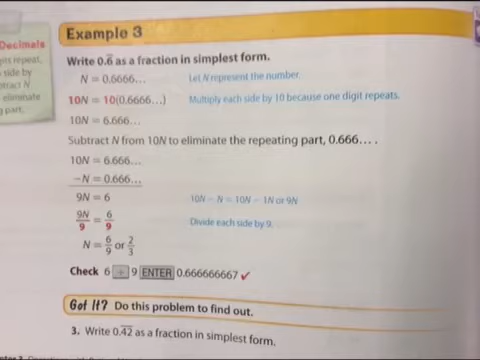 Decimals
Example 3
Write 0.6̅ as a fraction in simplest form.
N = 0.6666... Let N represent the number.
10N = 10(0.6666...) Multiply each side by 10 because one digit repeats.
10N = 6.666...
Subtract N from 10N to eliminate the repeating part, 0.666... .
10N = 6.666...
−N = 0.666...
9N = 6 10N − N = 10N − 1N or 9N
9N/9 = 6/9 Divide each side by 9.
N = 6/9 or 2/3
Check 6 ÷ 9 ENTER 0.666666667 ✓
Got It? Do this problem to find out.
3. Write 0.4̅2̅ as a fraction in simplest form.